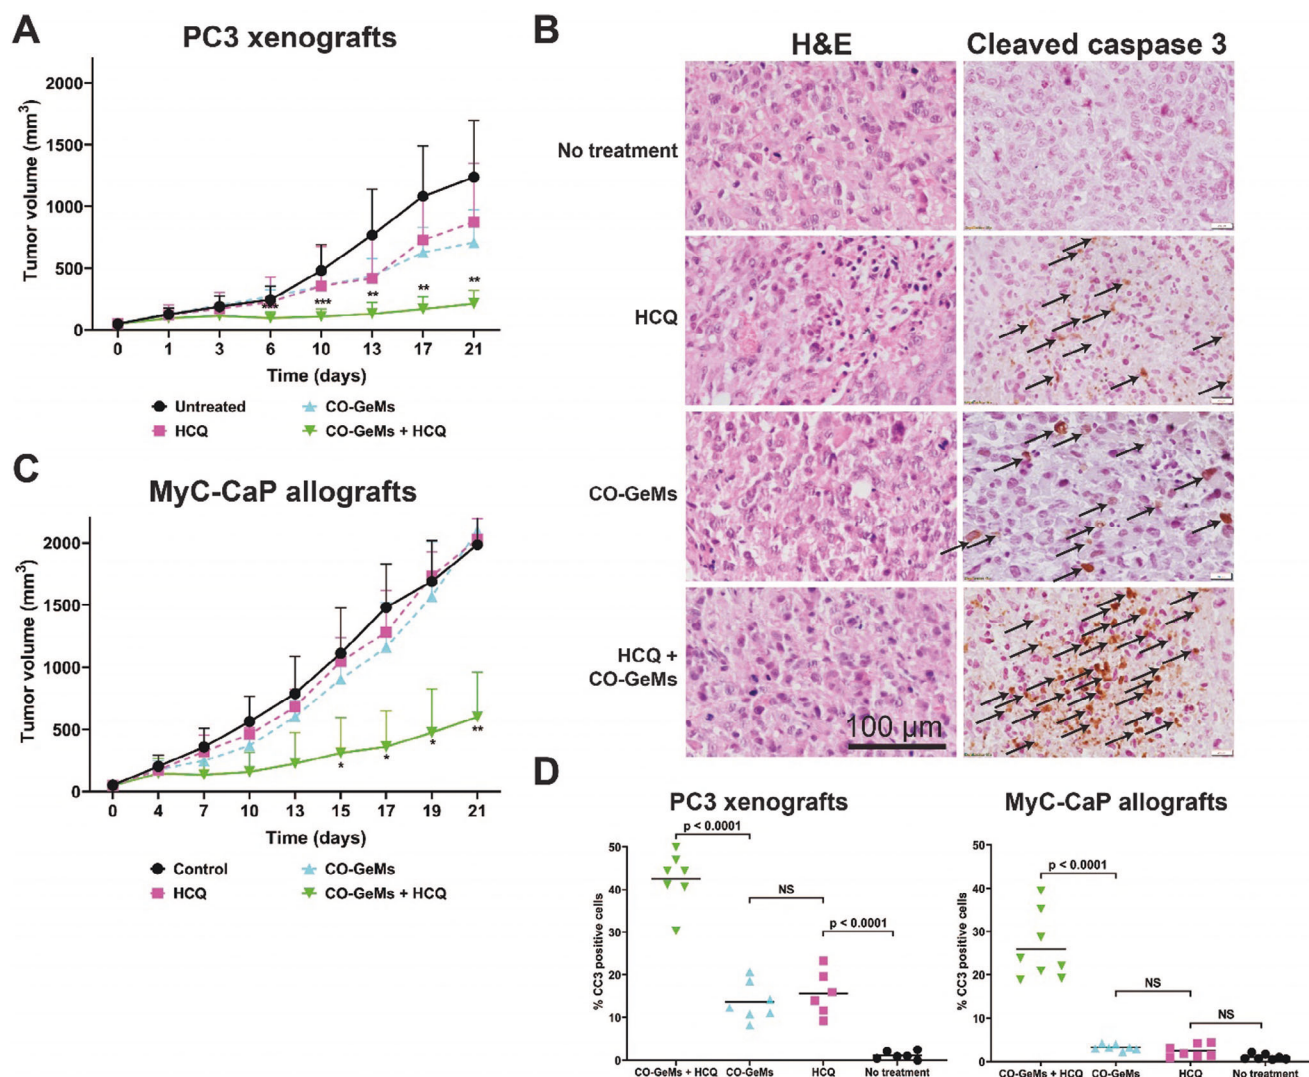 A
PC3 xenografts
Tumor volume (mm³)
2000
1500
1000
500
0
***
***
**
**
**
0 1 3 6 10 13 17 21
Time (days)
Untreated
CO-GeMs
HCQ
CO-GeMs + HCQ
B
H&E
Cleaved caspase 3
No treatment
HCQ
CO-GeMs
HCQ +
CO-GeMs
100 µm
C
MyC-CaP allografts
Tumor volume (mm³)
2000
1500
1000
500
0
*
*
*
**
0 4 7 10 13 15 17 19 21
Time (days)
Control
CO-GeMs
HCQ
CO-GeMs + HCQ
D
PC3 xenografts
% CC3 positive cells
50
40
30
20
10
0
p < 0.0001
NS
p < 0.0001
CO-GeMs + HCQ CO-GeMs HCQ No treatment
MyC-CaP allografts
% CC3 positive cells
50
40
30
20
10
0
p < 0.0001
NS
NS
CO-GeMs + HCQ CO-GeMs HCQ No treatment